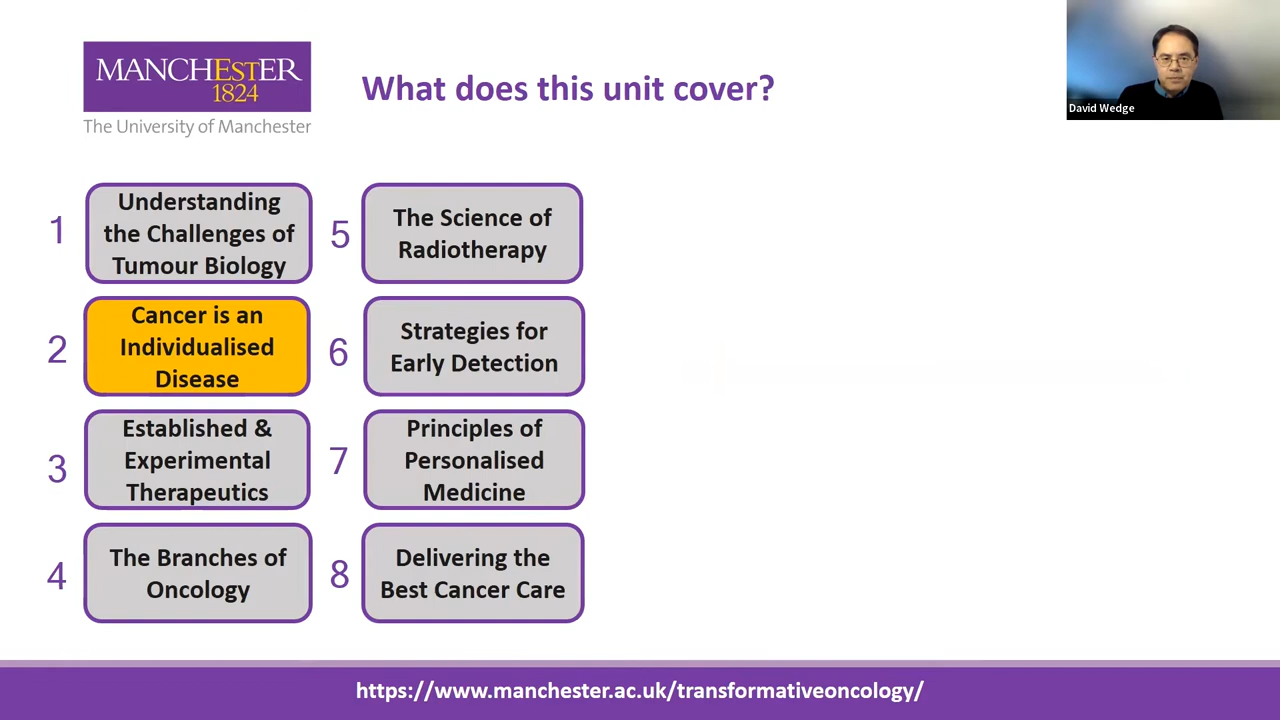 MANCHESTER
1824
The University of Manchester
What does this unit cover?
David Wedge
1
Understanding
the Challenges of
Tumour Biology
2
Cancer is an
Individualised
Disease
3
Established &
Experimental
Therapeutics
4
The Branches of
Oncology
5
The Science of
Radiotherapy
6
Strategies for
Early Detection
7
Principles of
Personalised
Medicine
8
Delivering the
Best Cancer Care
https://www.manchester.ac.uk/transformativeoncology/